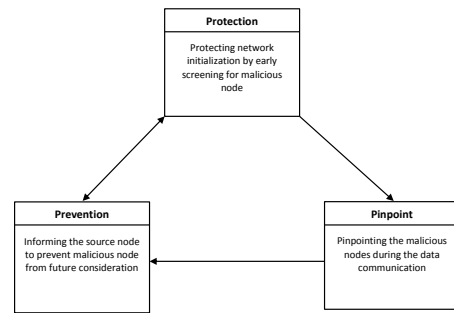 Protection
Protecting network
initialization by early
screening for malicious
node
Prevention
Informing the source node
to prevent malicious node
from future consideration
Pinpoint
Pinpointing the malicious
nodes during the data
communication